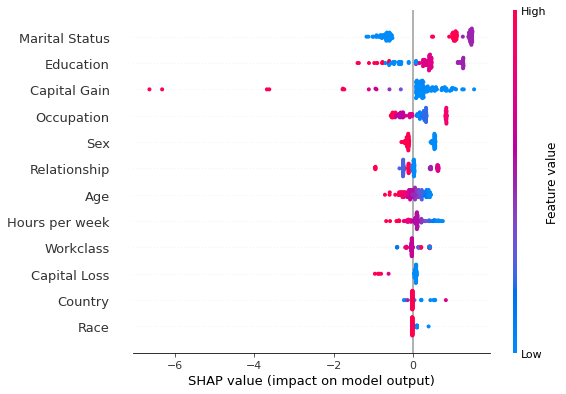 High
Marital Status
Education
Capital Gain
Occupation
Sex
Relationship
Age
Hours per week
Workclass
Capital Loss
Country
Race
Feature value
Low
−6 −4 −2 0
SHAP value (impact on model output)